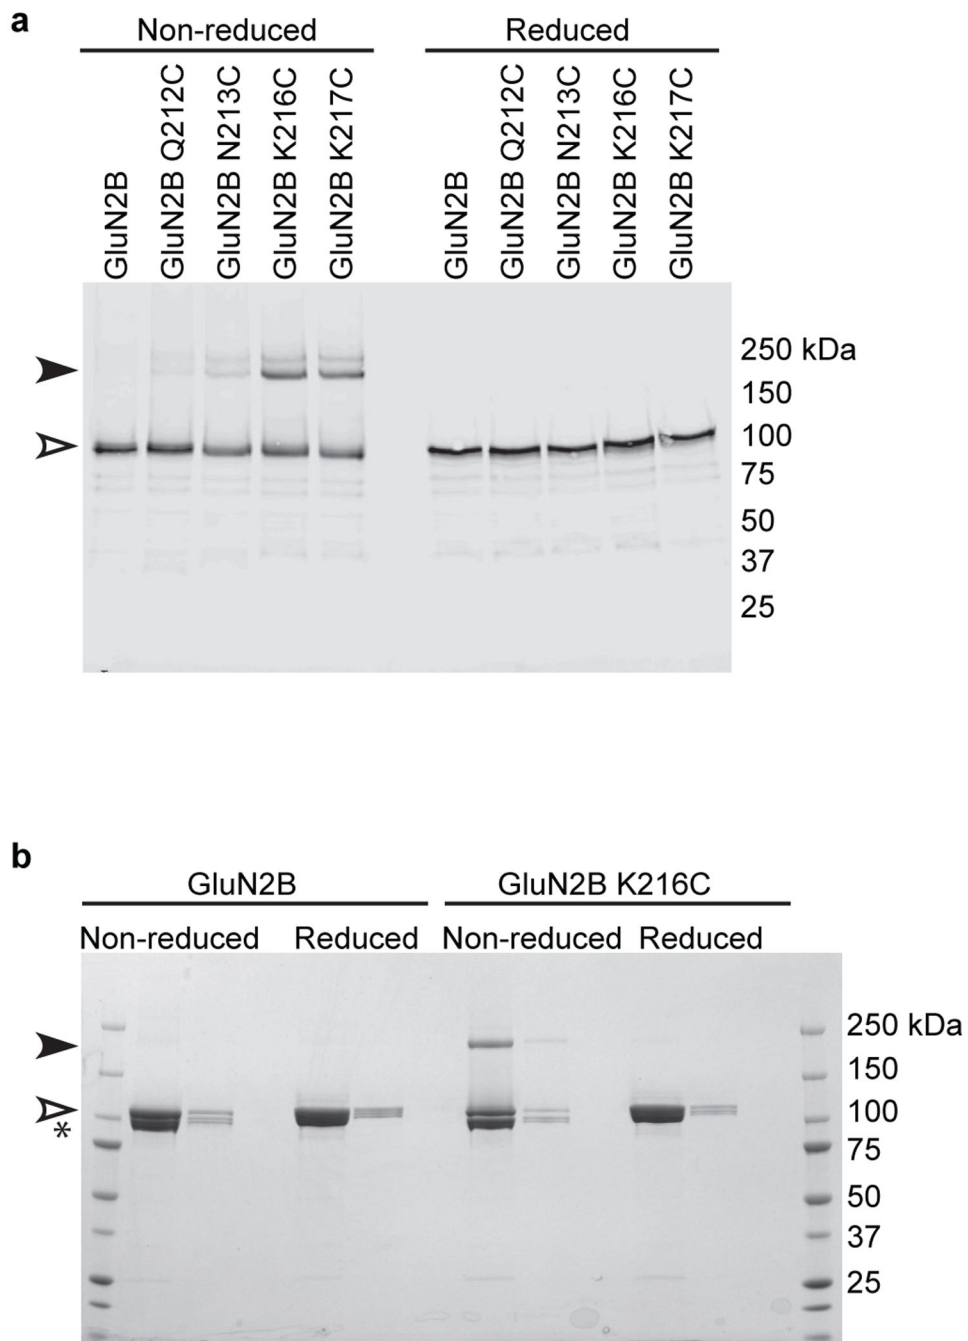 a
Non-reduced
Reduced
GluN2B
GluN2B Q212C
GluN2B N213C
GluN2B K216C
GluN2B K217C
GluN2B
GluN2B Q212C
GluN2B N213C
GluN2B K216C
GluN2B K217C
250 kDa
150
100
75
50
37
25
b
GluN2B
GluN2B K216C
Non-reduced
Reduced
Non-reduced
Reduced
250 kDa
150
100
*
75
50
37
25